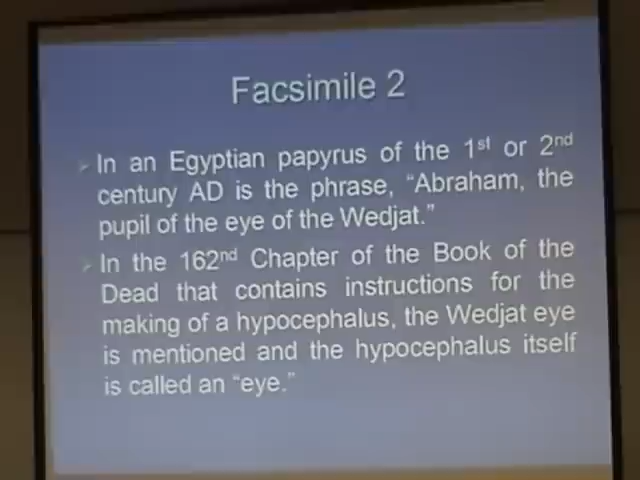 Facsimile 2
In an Egyptian papyrus of the 1st or 2nd
century AD is the phrase, “Abraham, the
pupil of the eye of the Wedjat.”
In the 162nd Chapter of the Book of the
Dead that contains instructions for the
making of a hypocephalus, the Wedjat eye
is mentioned and the hypocephalus itself
is called an “eye.”